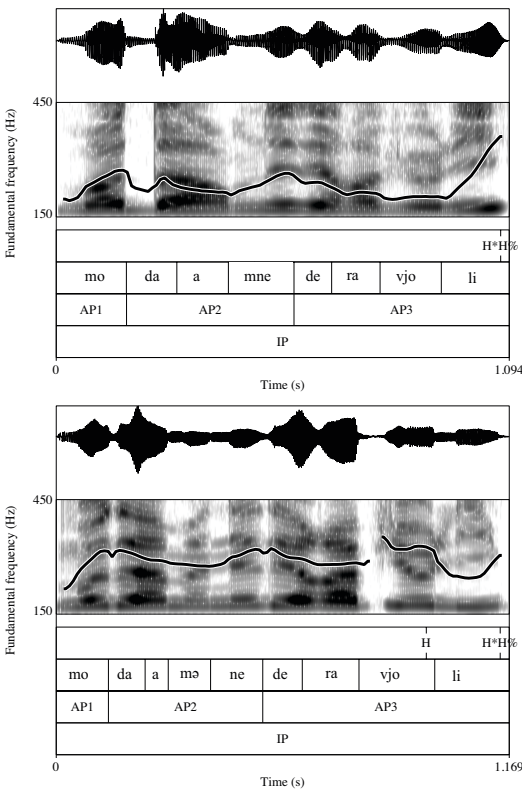 450
Fundamental frequency (Hz)
150
H*H%
mo da a mne de ra vjo li
AP1 AP2 AP3
IP
0 1.094
Time (s)
450
Fundamental frequency (Hz)
150
H H*H%
mo da a mə ne de ra vjo li
AP1 AP2 AP3
IP
0 1.169
Time (s)